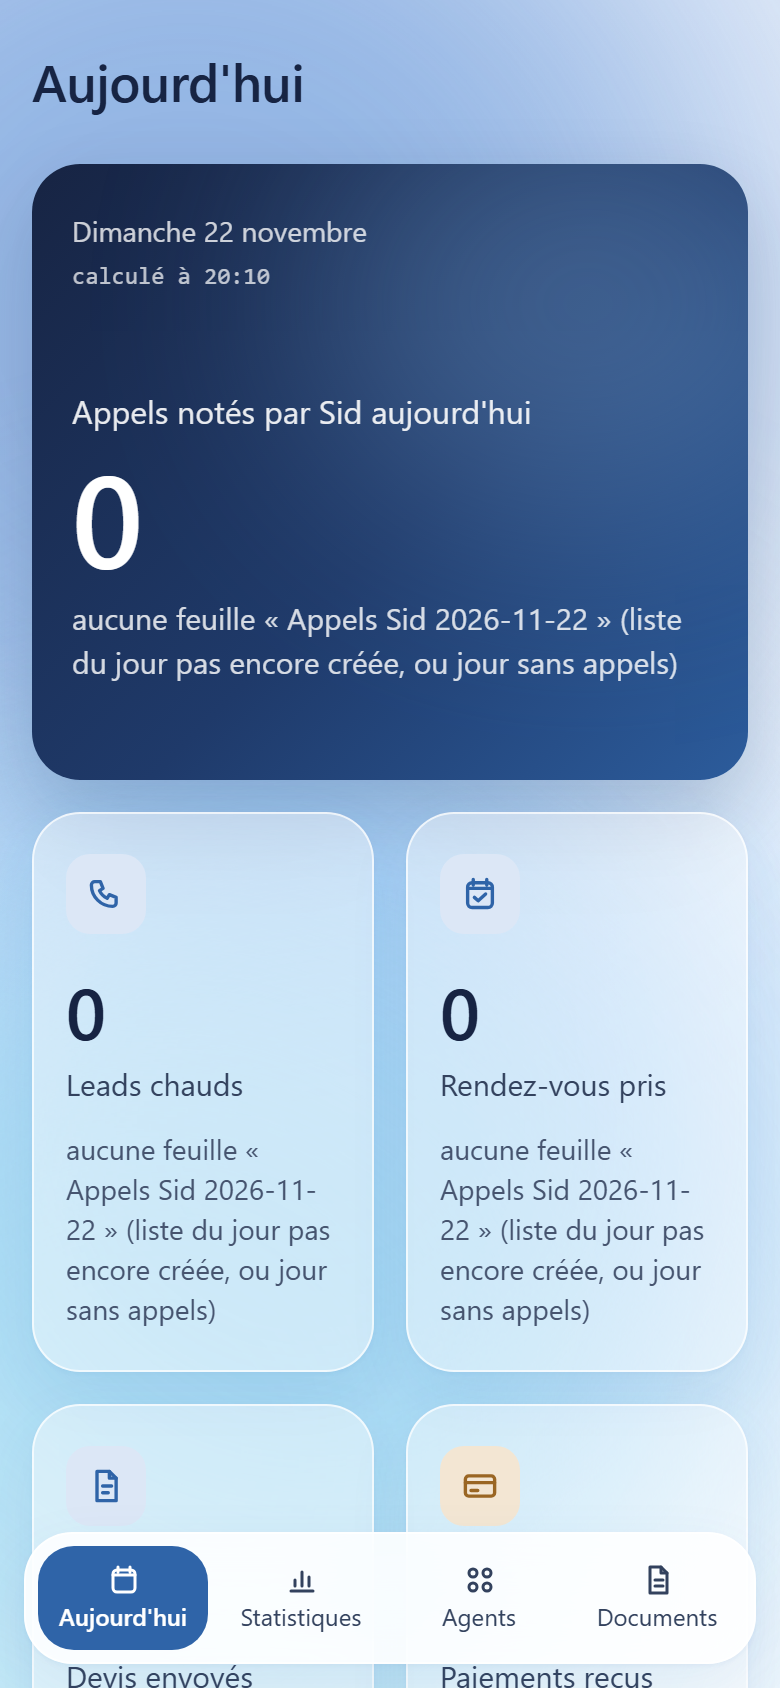 Aujourd'hui
Dimanche 22 novembre
calculé à 20:10
Appels notés par Sid aujourd'hui
0
aucune feuille « Appels Sid 2026-11-22 » (liste
du jour pas encore créée, ou jour sans appels)
0
Leads chauds
aucune feuille «
Appels Sid 2026-11-
22 » (liste du jour pas
encore créée, ou jour
sans appels)
0
Rendez-vous pris
aucune feuille «
Appels Sid 2026-11-
22 » (liste du jour pas
encore créée, ou jour
sans appels)
Aujourd'hui
Statistiques
Agents
Documents
Devis envoyés
Paiements reçus